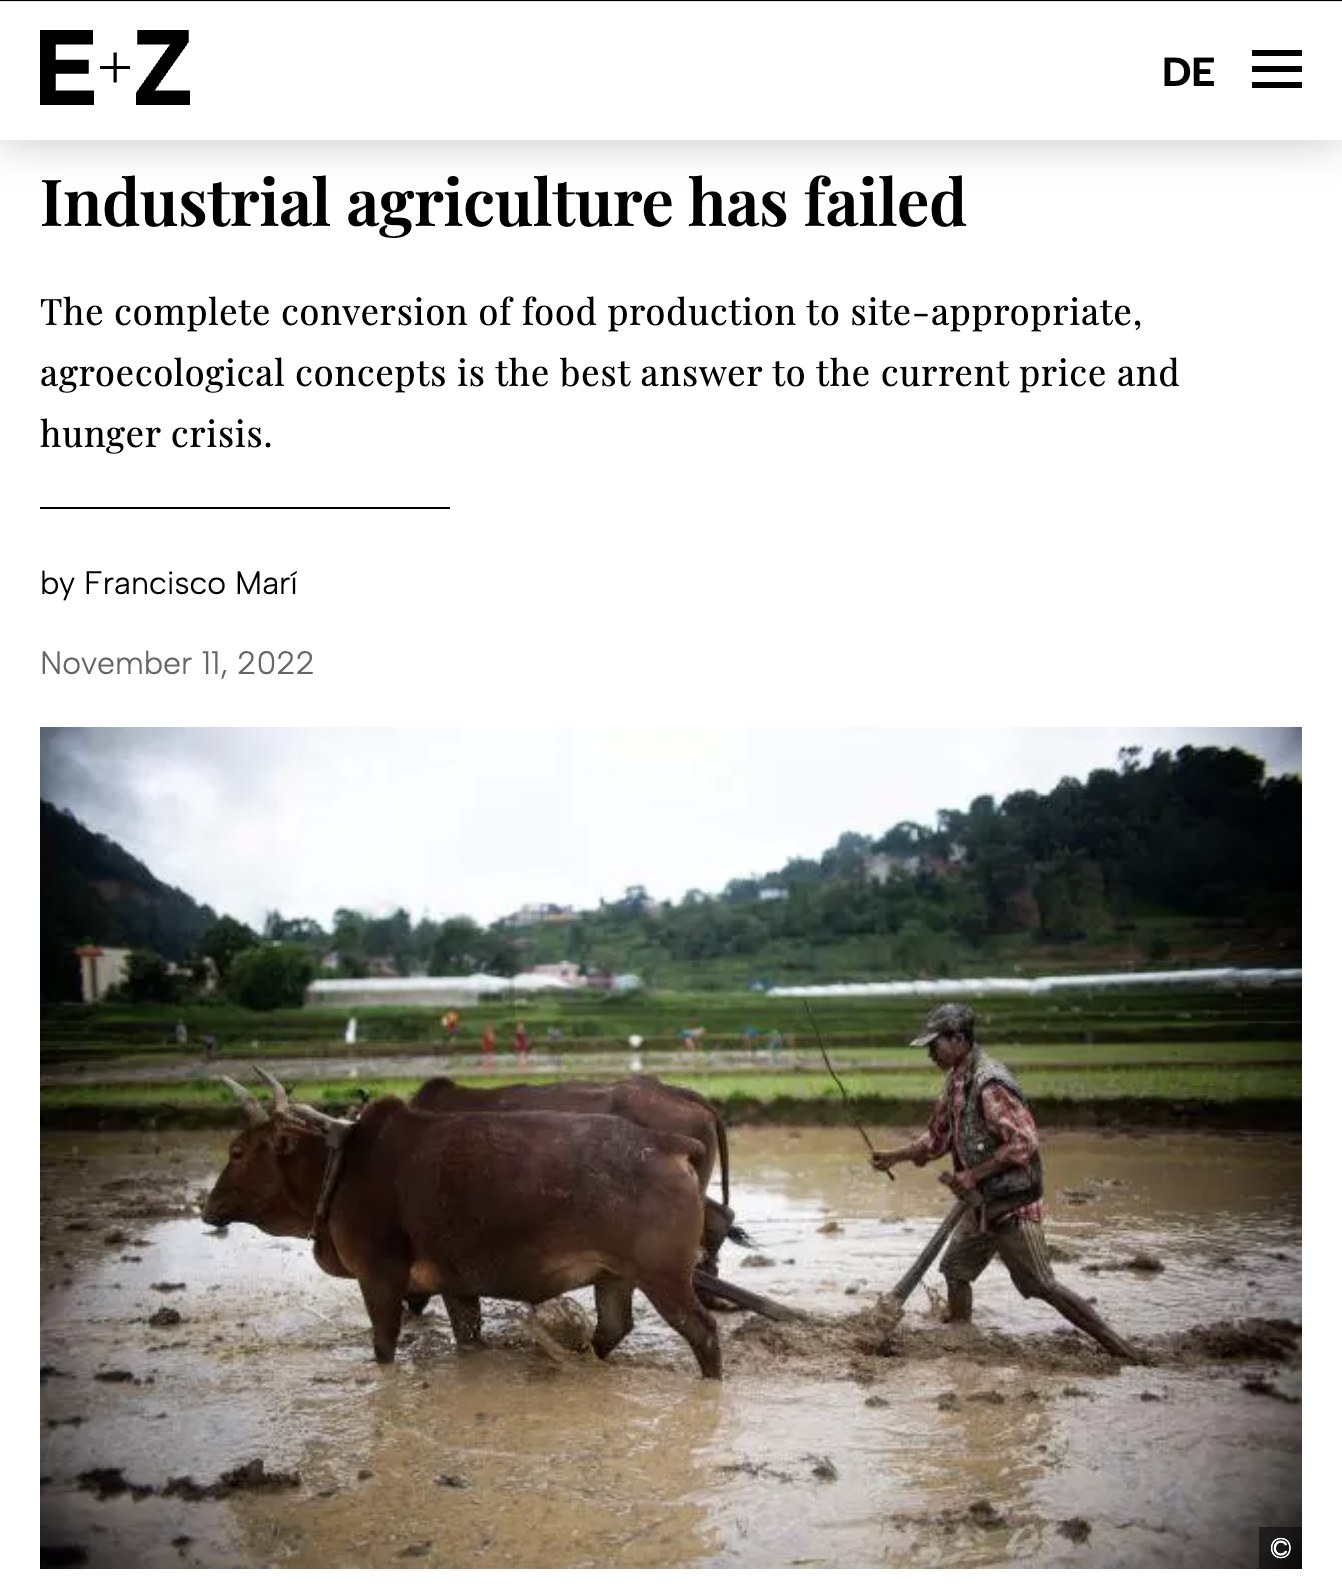 E+Z
DE
Industrial agriculture has failed
The complete conversion of food production to site-appropriate,
agroecological concepts is the best answer to the current price and
hunger crisis.
by Francisco Marí
November 11, 2022
©